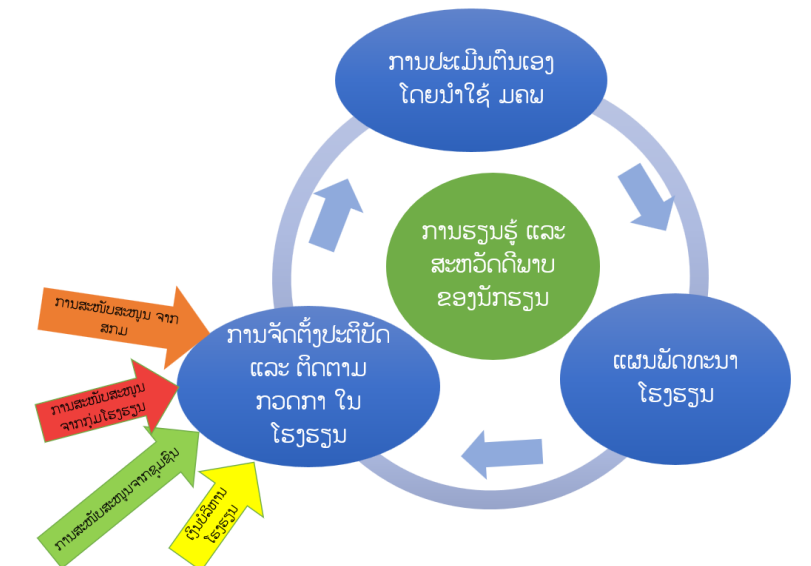 ການປະເມີນຕົນເອງ
ໂດຍນຳໃຊ້ ມຄພ
ການຮຽນຮູ້ ແລະ
ສະຫວັດດີພາບ
ຂອງນັກຮຽນ
ແຜນພັດທະນາ
ໂຮງຮຽນ
ການຈັດຕັ້ງປະຕິບັດ
ແລະ ຕິດຕາມ
ກວດກາ ໃນ
ໂຮງຮຽນ
ການສະໜັບສະໜູນ ຈາກ
ສກມ
ການສະໜັບສະໜູນ
ຈາກກຸ່ມໂຮງຮຽນ
ການສະໜັບສະໜູນຈາກຊຸມຊົນ
ເງິນບໍລິຫານ
ໂຮງຮຽນ